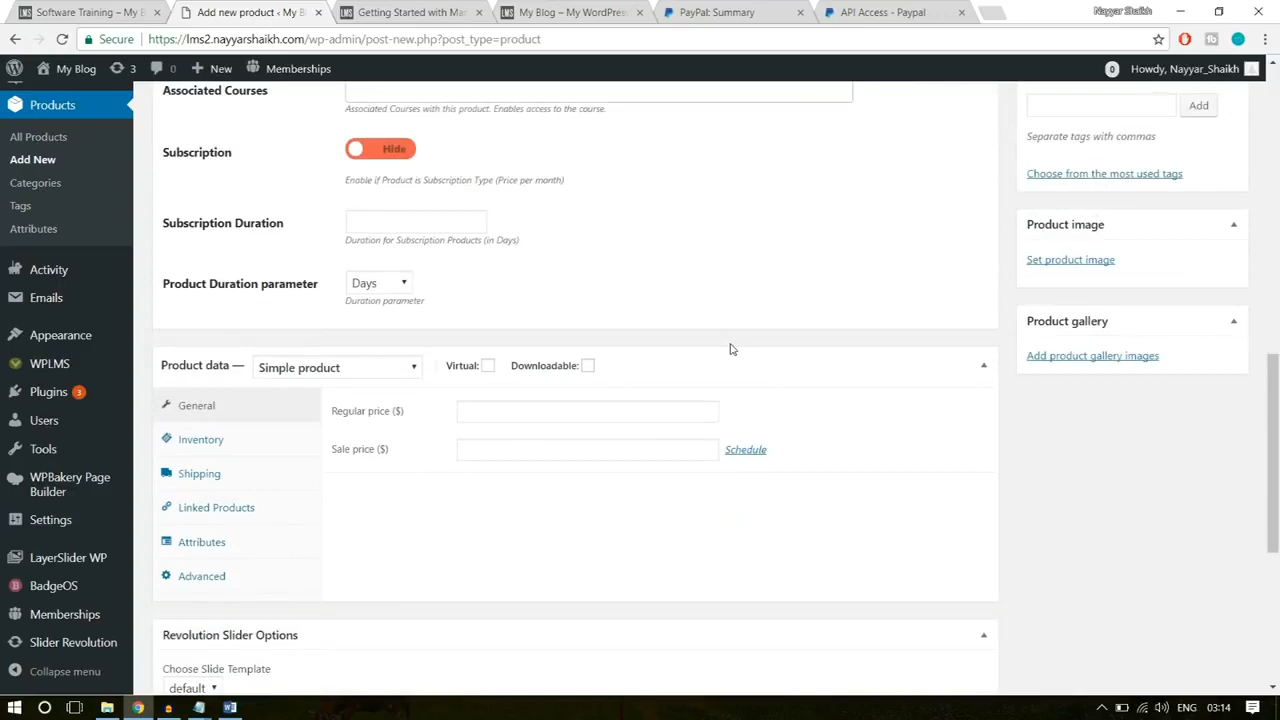 Software Training – My B
Add new product ‹ My B
Getting Started with Mar
My Blog – My WordPress
PayPal: Summary
API Access - Paypal
Nayyar Shaikh
Secure
https://lms2.nayyarshaikh.com/wp-admin/post-new.php?post_type=product
My Blog
3
0
New
Memberships
0
Howdy, Nayyar_Shaikh
Products
All Products
Add New
Categories
Tags
Attributes
Activity
Emails
Appearance
WPLMS
Plugins 3
Users
Tools
WPBakery Page
Builder
Settings
LayerSlider WP
BadgeOS
Memberships
Slider Revolution
Collapse menu
Associated Courses
Associated Courses with this product. Enables access to the course.
Subscription
Hide
Enable if Product is Subscription Type (Price per month)
Subscription Duration
Duration for Subscription Products (in Days)
Product Duration parameter
Days
Duration parameter
Product data —
Simple product
Virtual:
Downloadable:
General
Inventory
Shipping
Linked Products
Attributes
Advanced
Regular price ($)
Sale price ($)
Schedule
Revolution Slider Options
Choose Slide Template
default
Add
Separate tags with commas
Choose from the most used tags
Product image
Set product image
Product gallery
Add product gallery images
ENG
03:14